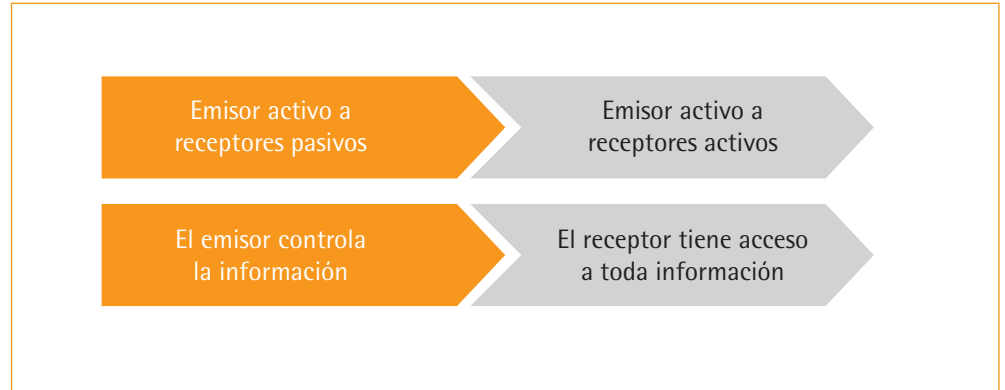 Emisor activo a
receptores pasivos
Emisor activo a
receptores activos
El emisor controla
la información
El receptor tiene acceso
a toda información